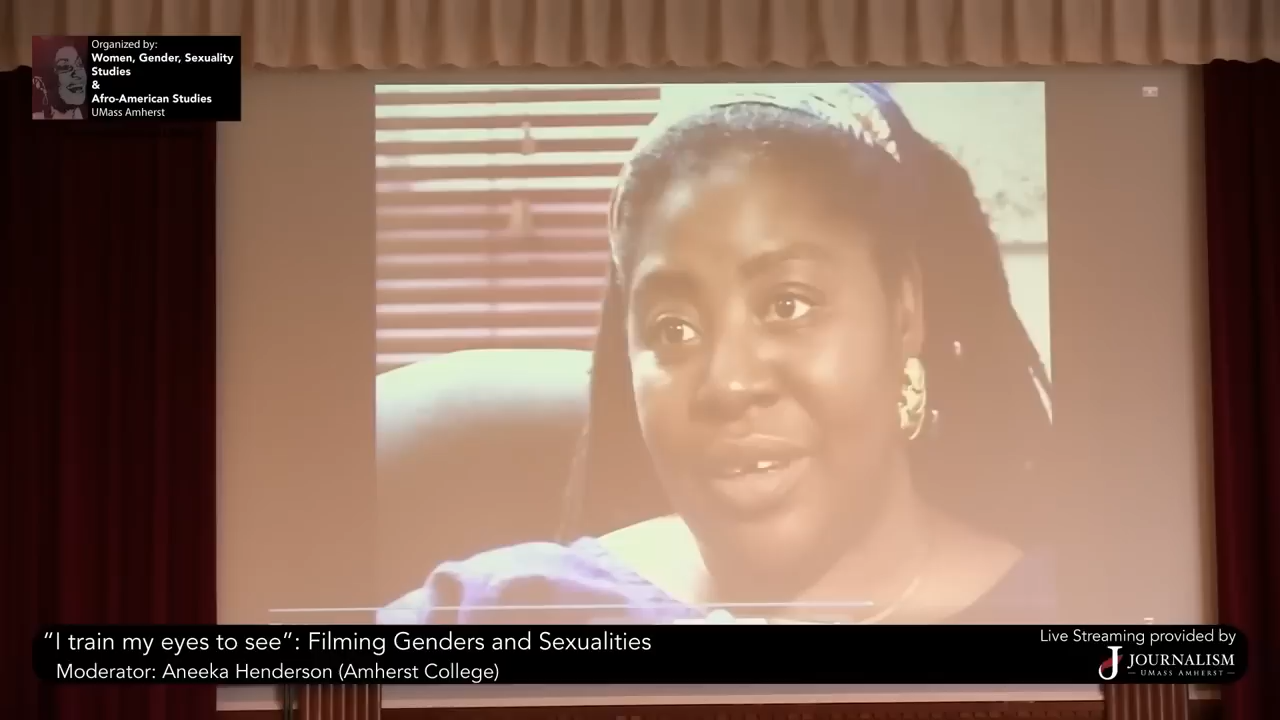 Organized by:
Women, Gender, Sexuality
Studies
&
Afro-American Studies
UMass Amherst
“I train my eyes to see“: Filming Genders and Sexualities
Moderator: Aneeka Henderson (Amherst College)
Live Streaming provided by
J JOURNALISM
— UMASS AMHERST —